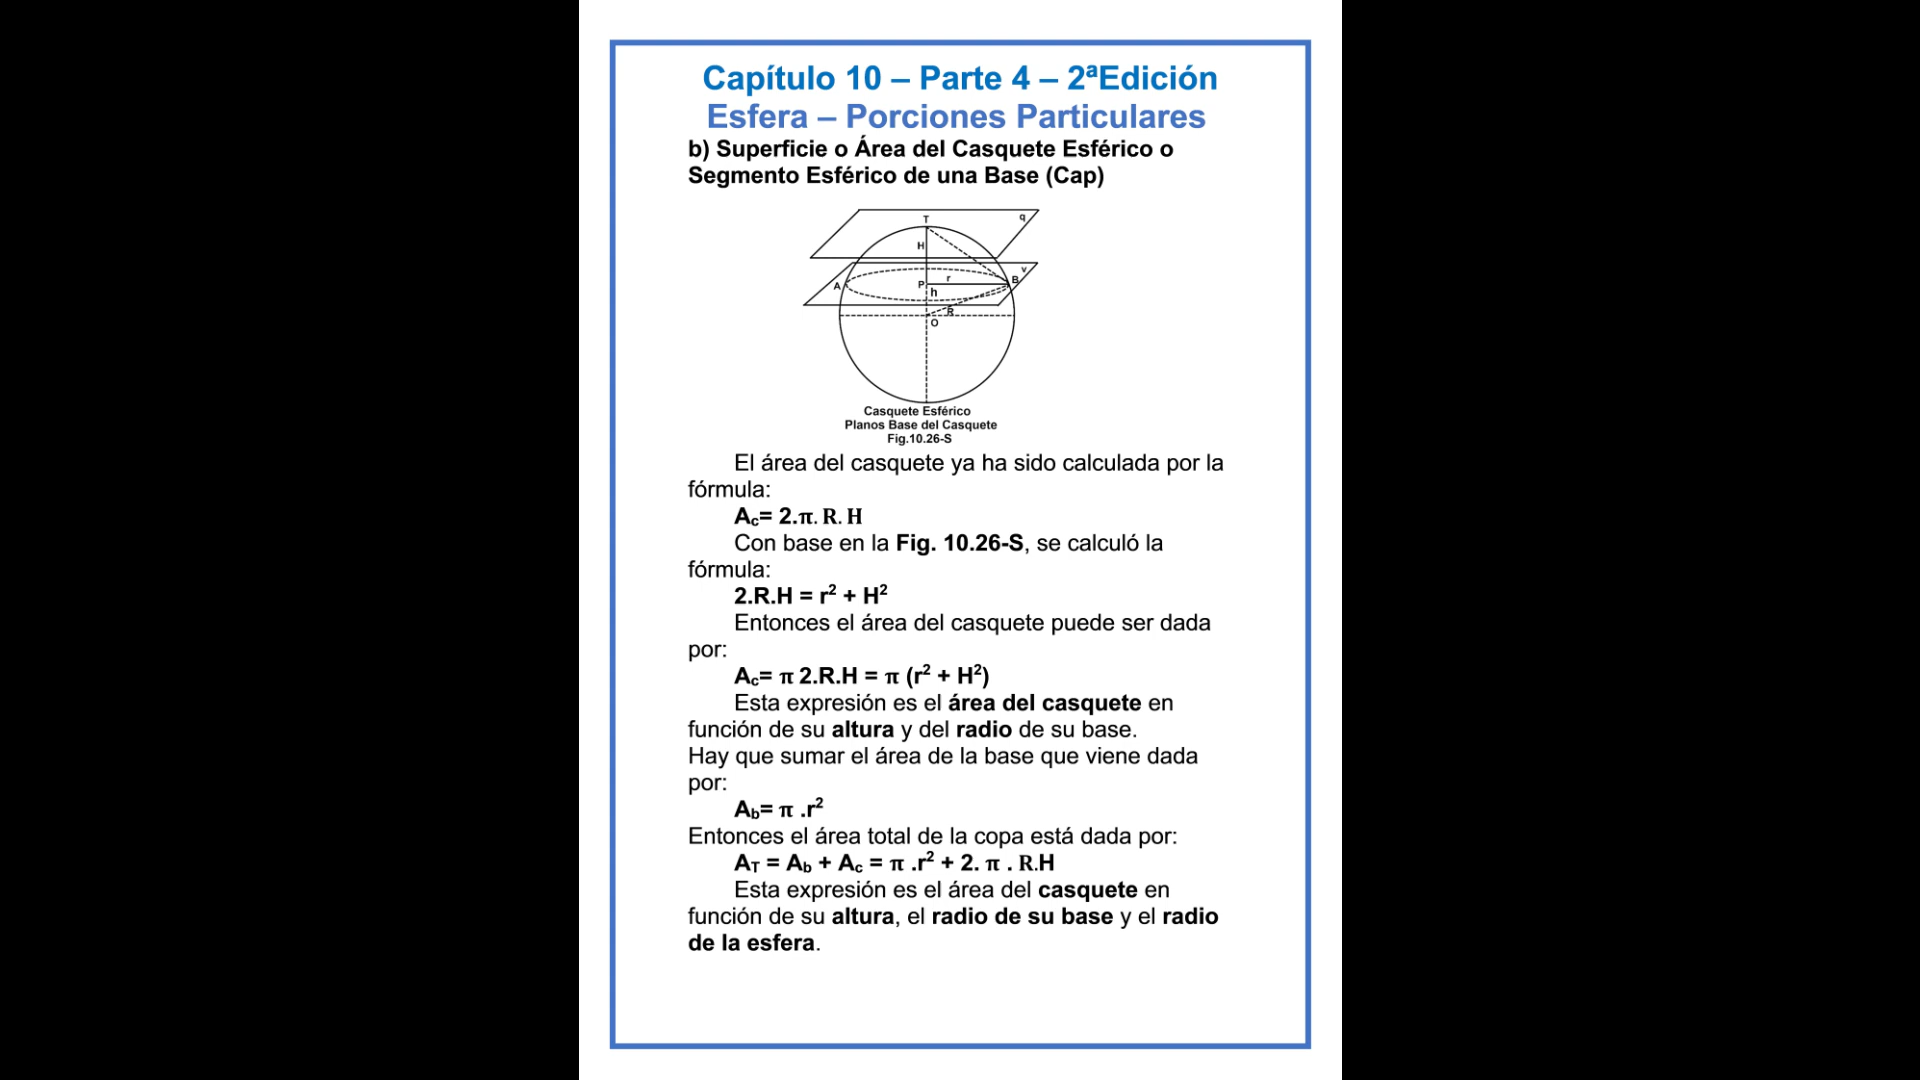 Capítulo 10 – Parte 4 – 2ªEdición
Esfera – Porciones Particulares
b) Superficie o Área del Casquete Esférico o
Segmento Esférico de una Base (Cap)
T
q
H
v
A
P
r
B
h
R
O
Casquete Esférico
Planos Base del Casquete
Fig.10.26-S
El área del casquete ya ha sido calculada por la
fórmula:
A꜀= 2.π. R. H
Con base en la Fig. 10.26-S, se calculó la
fórmula:
2.R.H = r² + H²
Entonces el área del casquete puede ser dada
por:
A꜀= π 2.R.H = π (r² + H²)
Esta expresión es el área del casquete en
función de su altura y del radio de su base.
Hay que sumar el área de la base que viene dada
por:
Ab= π .r²
Entonces el área total de la copa está dada por:
AT = Ab + Ac = π .r² + 2. π . R.H
Esta expresión es el área del casquete en
función de su altura, el radio de su base y el radio
de la esfera.